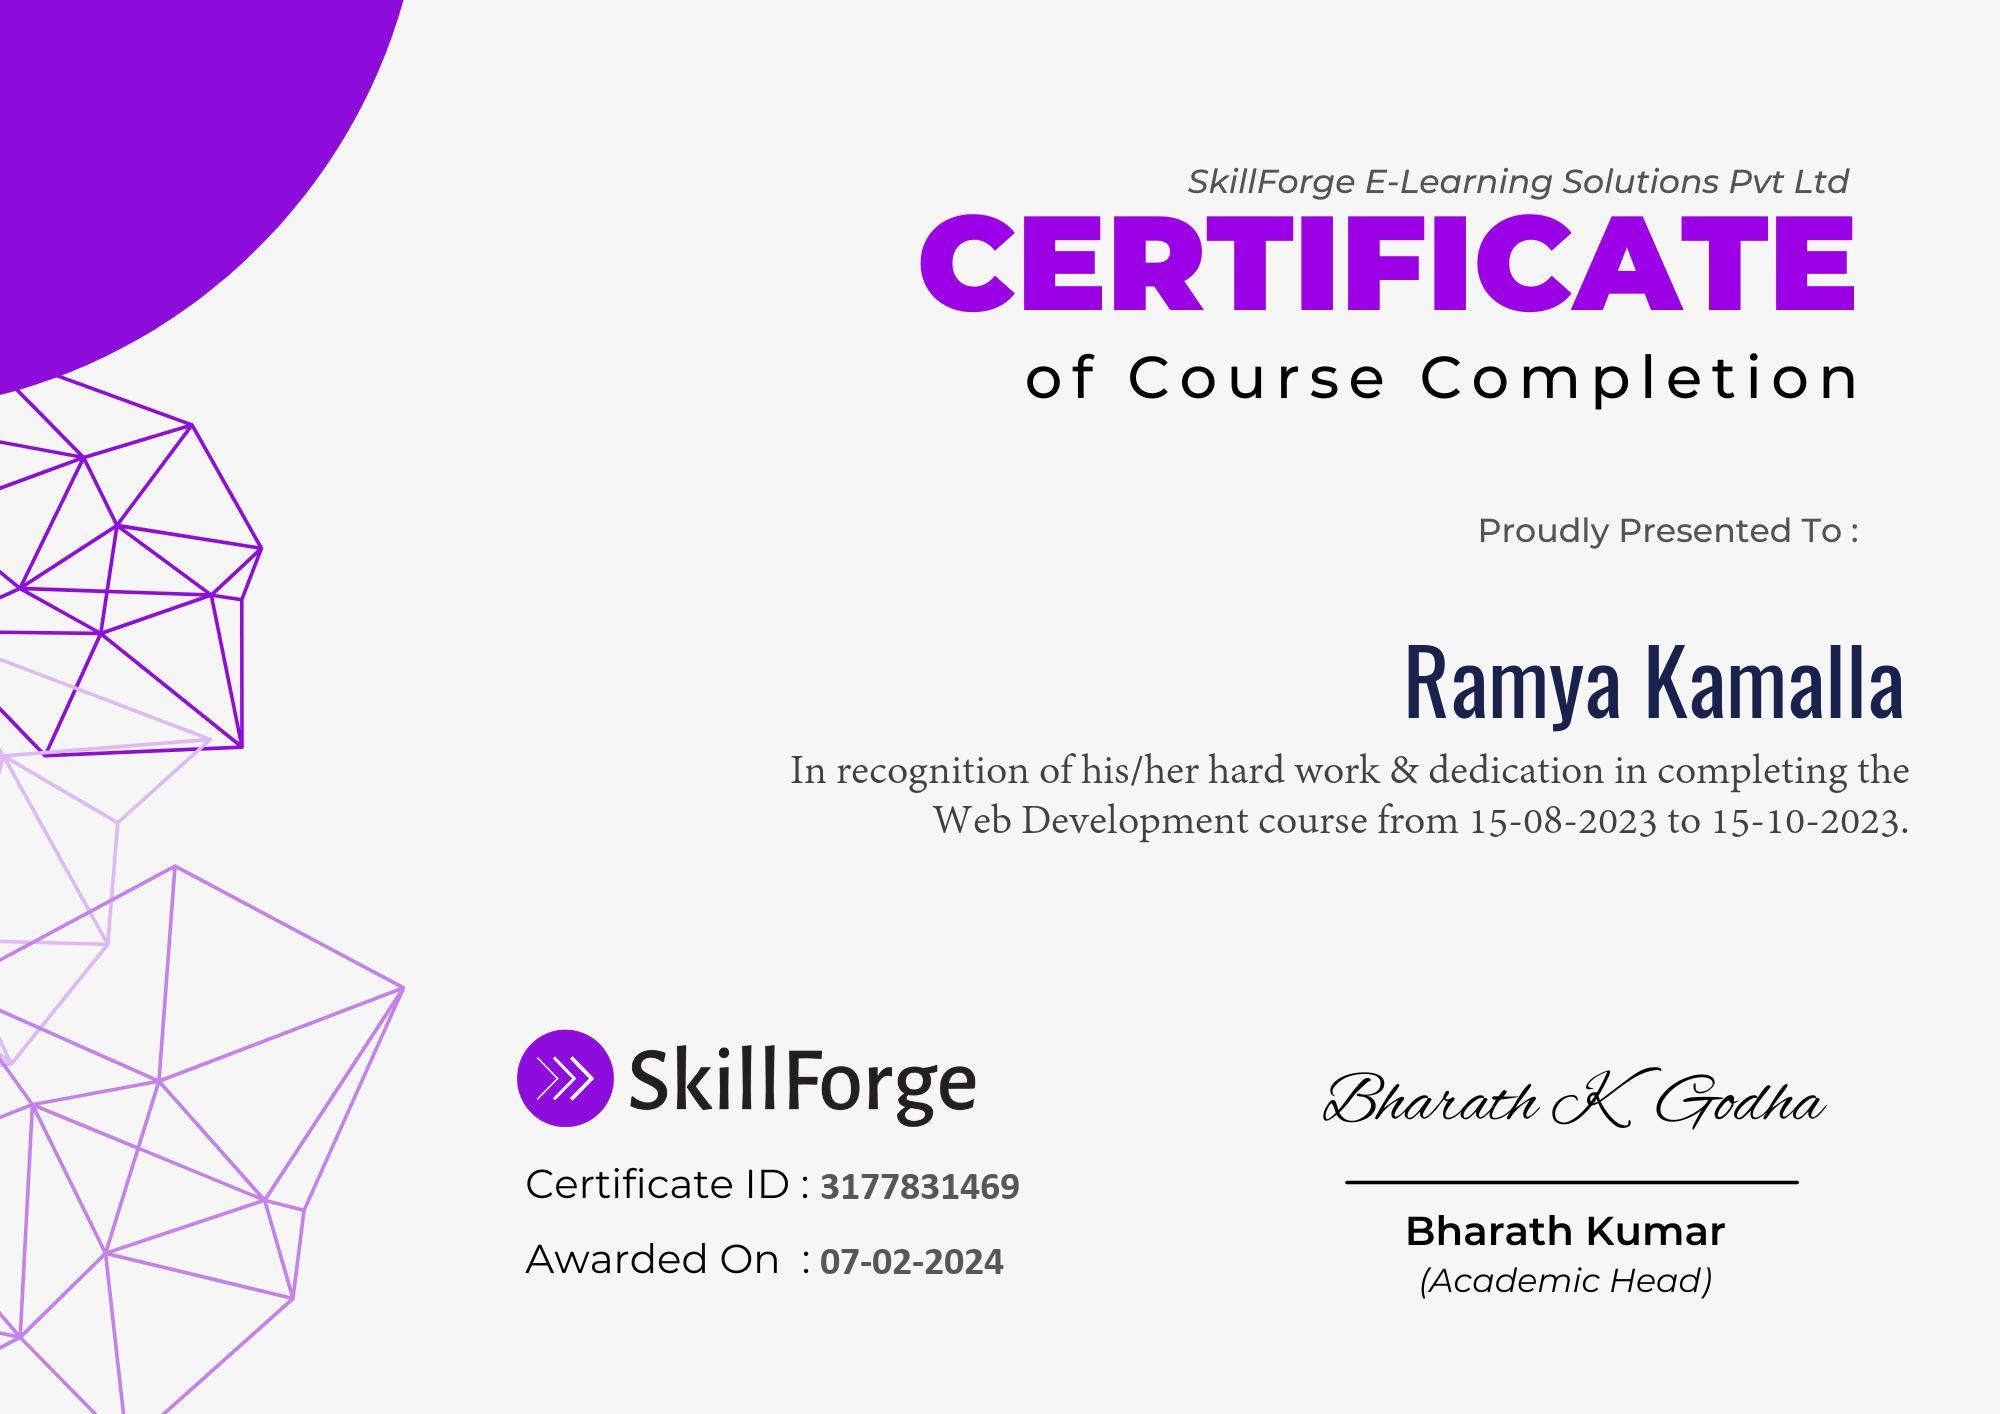 SkillForge E-Learning Solutions Pvt Ltd
CERTIFICATE
of Course Completion
Proudly Presented To :
Ramya Kamalla
In recognition of his/her hard work & dedication in completing the
Web Development course from 15-08-2023 to 15-10-2023.
SkillForge
Certificate ID : 3177831469
Awarded On : 07-02-2024
Bharath K Godha
Bharath Kumar
(Academic Head)